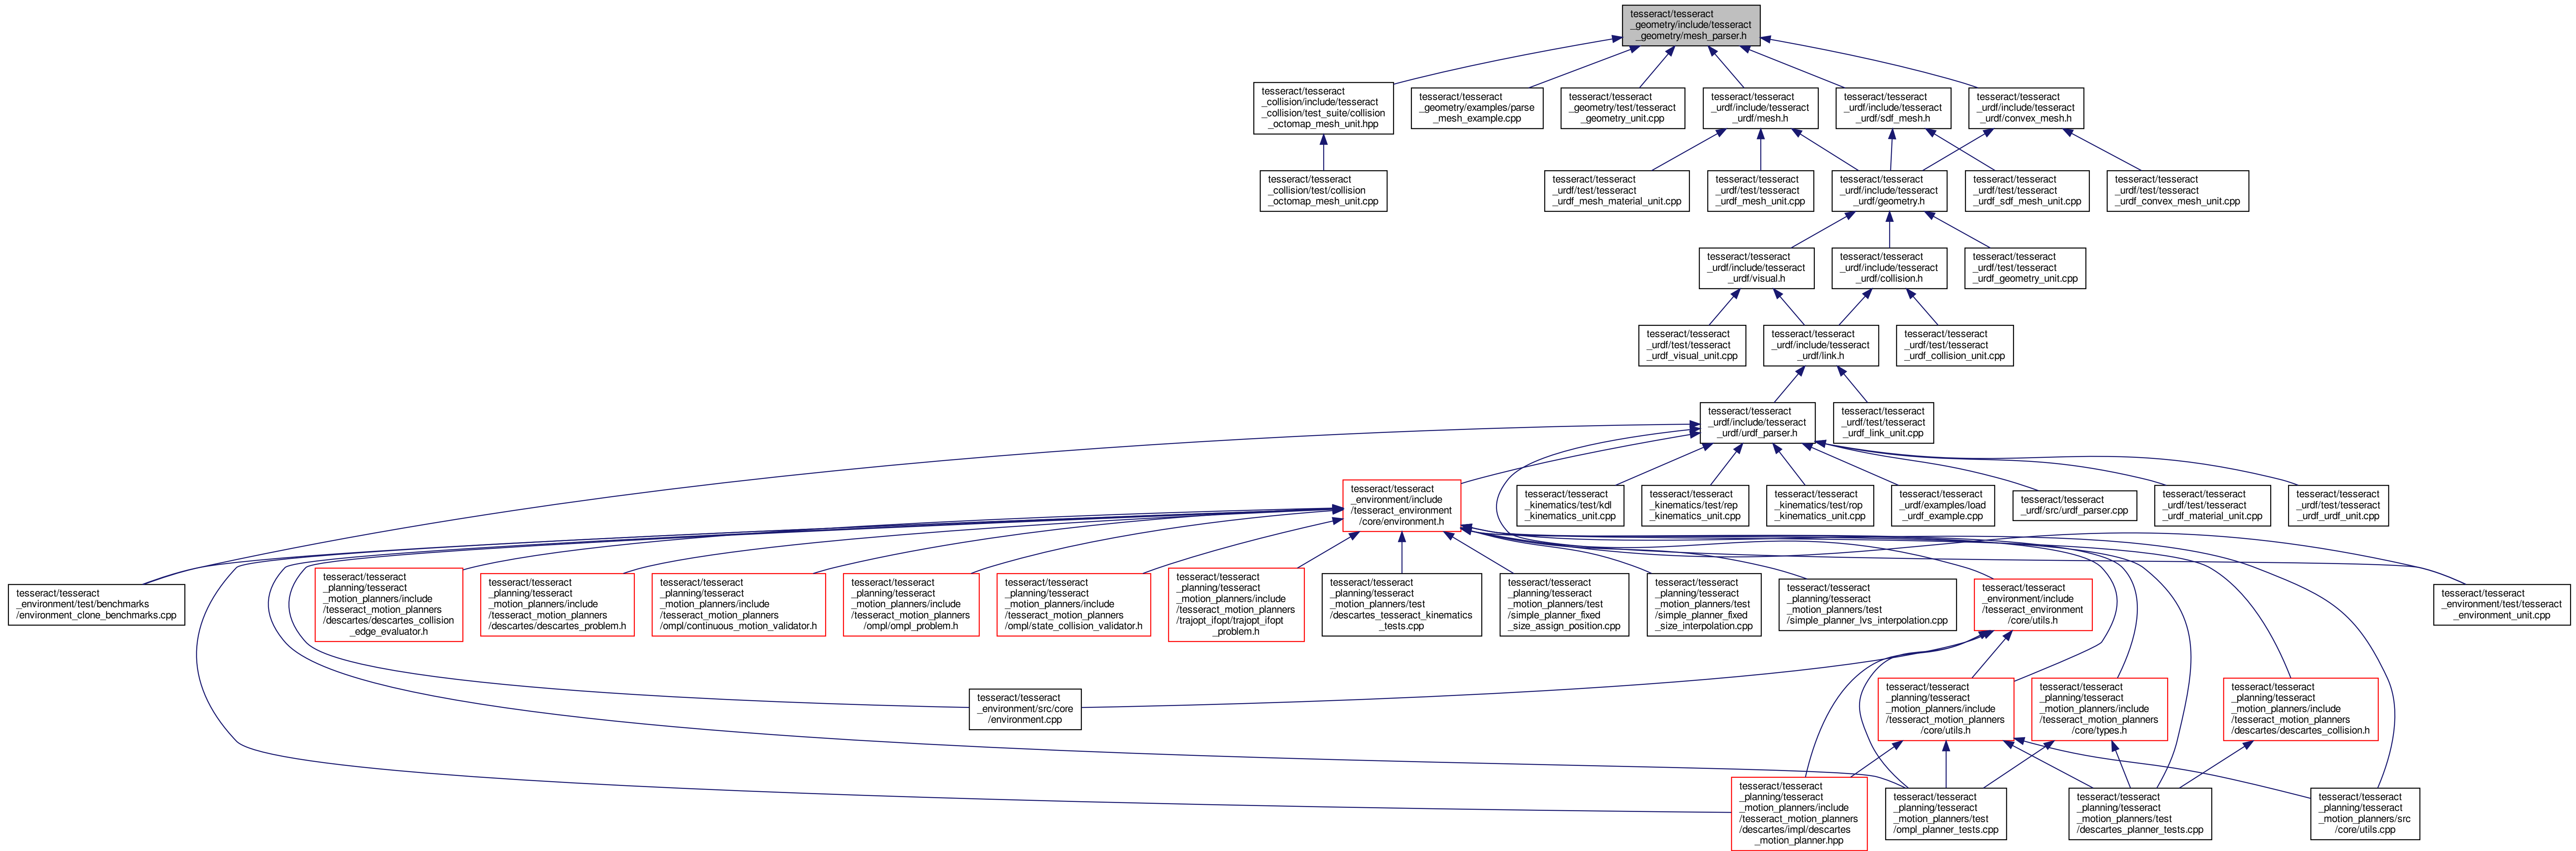 tesseract/tesseract
_geometry/include/tesseract
_geometry/mesh_parser.h
tesseract/tesseract
_collision/include/tesseract
_collision/test_suite/collision
_octomap_mesh_unit.hpp
tesseract/tesseract
_geometry/examples/parse
_mesh_example.cpp
tesseract/tesseract
_geometry/test/tesseract
_geometry_unit.cpp
tesseract/tesseract
_urdf/include/tesseract
_urdf/mesh.h
tesseract/tesseract
_urdf/include/tesseract
_urdf/sdf_mesh.h
tesseract/tesseract
_urdf/include/tesseract
_urdf/convex_mesh.h
tesseract/tesseract
_collision/test/collision
_octomap_mesh_unit.cpp
tesseract/tesseract
_urdf/test/tesseract
_urdf_mesh_material_unit.cpp
tesseract/tesseract
_urdf/test/tesseract
_urdf_mesh_unit.cpp
tesseract/tesseract
_urdf/include/tesseract
_urdf/geometry.h
tesseract/tesseract
_urdf/test/tesseract
_urdf_sdf_mesh_unit.cpp
tesseract/tesseract
_urdf/test/tesseract
_urdf_convex_mesh_unit.cpp
tesseract/tesseract
_urdf/include/tesseract
_urdf/visual.h
tesseract/tesseract
_urdf/include/tesseract
_urdf/collision.h
tesseract/tesseract
_urdf/test/tesseract
_urdf_geometry_unit.cpp
tesseract/tesseract
_urdf/test/tesseract
_urdf_visual_unit.cpp
tesseract/tesseract
_urdf/include/tesseract
_urdf/link.h
tesseract/tesseract
_urdf/test/tesseract
_urdf_collision_unit.cpp
tesseract/tesseract
_urdf/include/tesseract
_urdf/urdf_parser.h
tesseract/tesseract
_urdf/test/tesseract
_urdf_link_unit.cpp
tesseract/tesseract
_environment/include
/tesseract_environment
/core/environment.h
tesseract/tesseract
_kinematics/test/kdl
_kinematics_unit.cpp
tesseract/tesseract
_kinematics/test/rep
_kinematics_unit.cpp
tesseract/tesseract
_kinematics/test/rop
_kinematics_unit.cpp
tesseract/tesseract
_urdf/examples/load
_urdf_example.cpp
tesseract/tesseract
_urdf/src/urdf_parser.cpp
tesseract/tesseract
_urdf/test/tesseract
_urdf_material_unit.cpp
tesseract/tesseract
_urdf/test/tesseract
_urdf_urdf_unit.cpp
tesseract/tesseract
_environment/test/benchmarks
/environment_clone_benchmarks.cpp
tesseract/tesseract
_planning/tesseract
_motion_planners/include
/tesseract_motion_planners
/descartes/descartes_collision
_edge_evaluator.h
tesseract/tesseract
_planning/tesseract
_motion_planners/include
/tesseract_motion_planners
/descartes/descartes_problem.h
tesseract/tesseract
_planning/tesseract
_motion_planners/include
/tesseract_motion_planners
/ompl/continuous_motion_validator.h
tesseract/tesseract
_planning/tesseract
_motion_planners/include
/tesseract_motion_planners
/ompl/ompl_problem.h
tesseract/tesseract
_planning/tesseract
_motion_planners/include
/tesseract_motion_planners
/ompl/state_collision_validator.h
tesseract/tesseract
_planning/tesseract
_motion_planners/include
/tesseract_motion_planners
/trajopt_ifopt/trajopt_ifopt
_problem.h
tesseract/tesseract
_planning/tesseract
_motion_planners/test
/descartes_tesseract_kinematics
_tests.cpp
tesseract/tesseract
_planning/tesseract
_motion_planners/test
/simple_planner_fixed
_size_assign_position.cpp
tesseract/tesseract
_planning/tesseract
_motion_planners/test
/simple_planner_fixed
_size_interpolation.cpp
tesseract/tesseract
_planning/tesseract
_motion_planners/test
/simple_planner_lvs_interpolation.cpp
tesseract/tesseract
_environment/include
/tesseract_environment
/core/utils.h
tesseract/tesseract
_environment/test/tesseract
_environment_unit.cpp
tesseract/tesseract
_environment/src/core
/environment.cpp
tesseract/tesseract
_planning/tesseract
_motion_planners/include
/tesseract_motion_planners
/core/utils.h
tesseract/tesseract
_planning/tesseract
_motion_planners/include
/tesseract_motion_planners
/core/types.h
tesseract/tesseract
_planning/tesseract
_motion_planners/include
/tesseract_motion_planners
/descartes/descartes_collision.h
tesseract/tesseract
_planning/tesseract
_motion_planners/include
/tesseract_motion_planners
/descartes/impl/descartes
_motion_planner.hpp
tesseract/tesseract
_planning/tesseract
_motion_planners/test
/ompl_planner_tests.cpp
tesseract/tesseract
_planning/tesseract
_motion_planners/test
/descartes_planner_tests.cpp
tesseract/tesseract
_planning/tesseract
_motion_planners/src
/core/utils.cpp